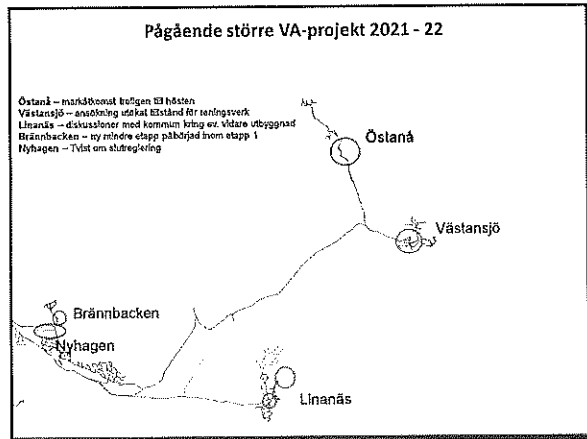 Pågående större VA-projekt 2021 - 22
Östanå – markåtkomst troligen till hösten
Västansjö – ansökning utökat tillstånd för reningsverk
Linanäs – diskussioner med kommun kring ev. vidare utbyggnad
Brännbacken – ny mindre etapp påbörjad inom etapp 1
Nyhagen – Tvist om slutreglering
Östanå
Västansjö
Brännbacken
Nyhagen
Linanäs